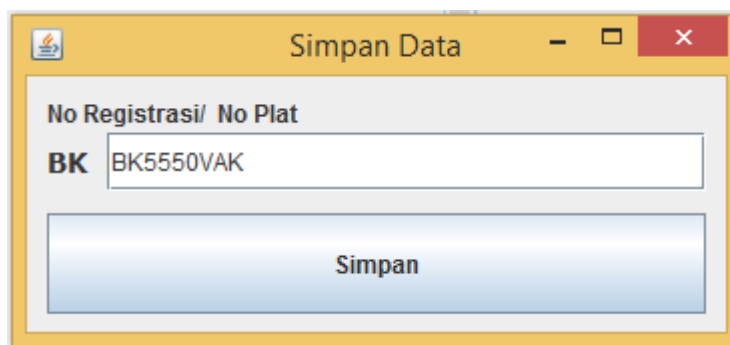 Simpan Data
No Registrasi/ No Plat
BK BK5550VAK
Simpan